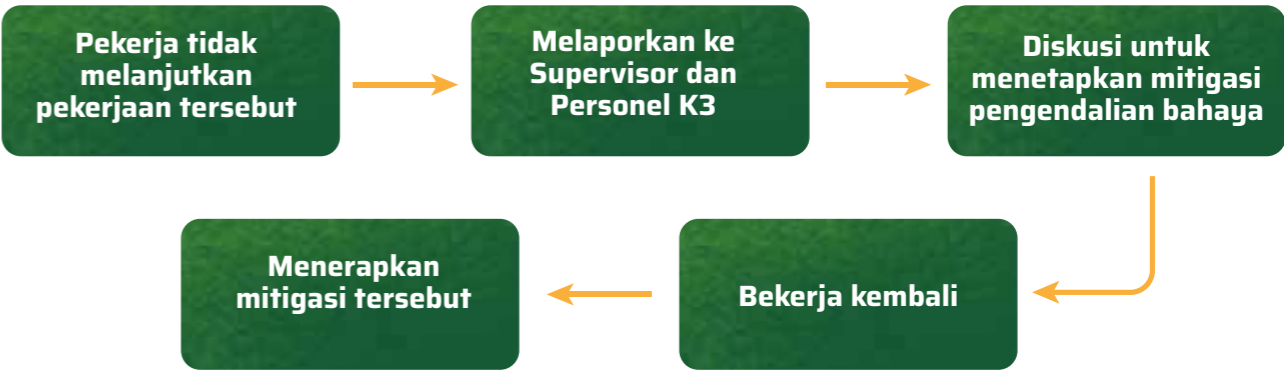 Pekerja tidak
melanjutkan
pekerjaan tersebut
Melaporkan ke
Supervisor dan
Personel K3
Diskusi untuk
menetapkan mitigasi
pengendalian bahaya
Bekerja kembali
Menerapkan
mitigasi tersebut